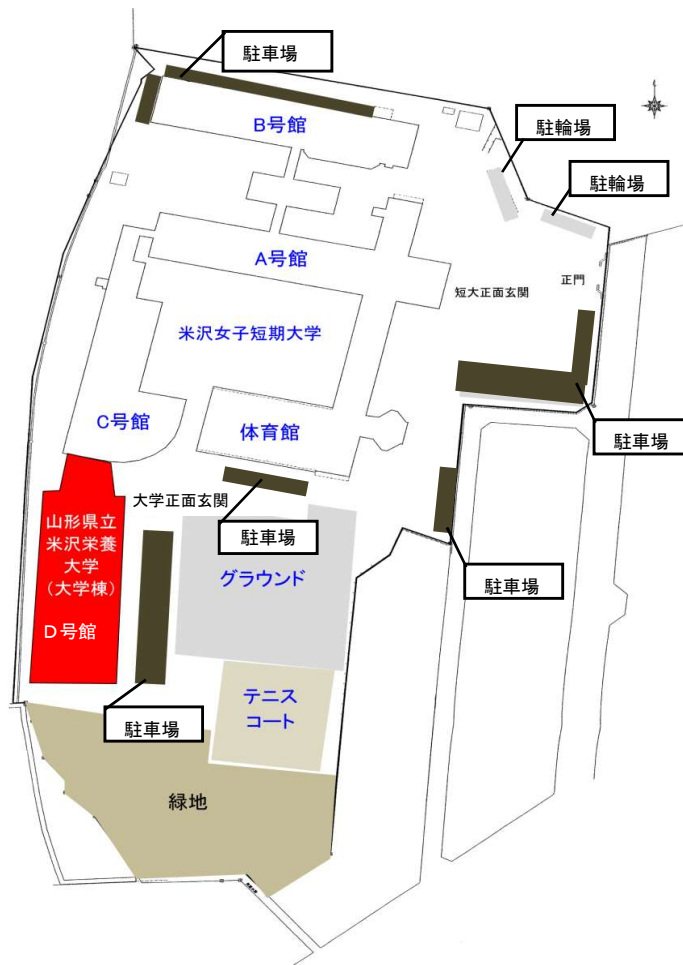 駐車場
B号館
駐輪場
駐輪場
A号館
短大正面玄関
正門
米沢女子短期大学
C号館
体育館
駐車場
大学正面玄関
山形県立
米沢栄養
大学
(大学棟)
D号館
駐車場
グラウンド
駐車場
テニス
コート
駐車場
緑地